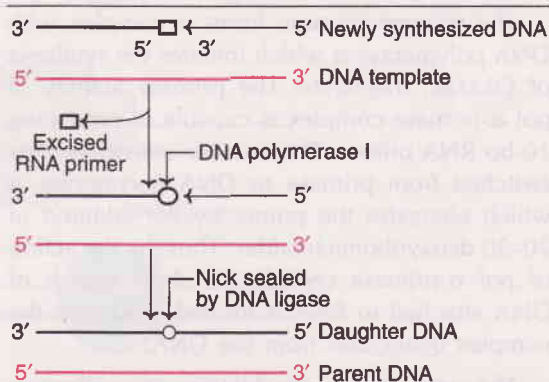 3′ 5′ Newly synthesized DNA
5′ 3′
5′ 3′ DNA template
Excised
RNA primer
DNA polymerase I
3′ 5′
5′ 3′
Nick sealed
by DNA ligase
3′ 5′ Daughter DNA
5′ 3′ Parent DNA